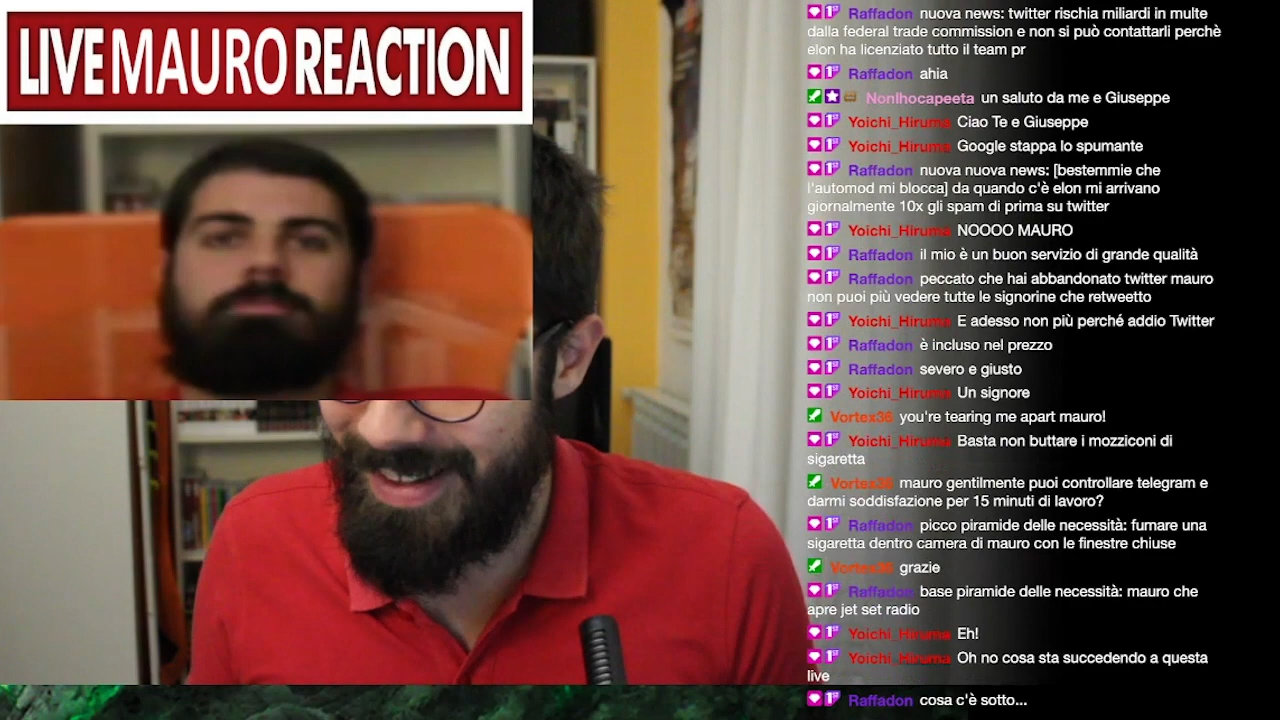 LIVEMAUROREACTION
Raffadon nuova news: twitter rischia miliardi in multe
dalla federal trade commission e non si può contattarli perchè
elon ha licenziato tutto il team pr
Raffadon ahia
Nonlhocapeeta un saluto da me e Giuseppe
Yoichi_Hiruma Ciao Te e Giuseppe
Yoichi_Hiruma Google stappa lo spumante
Raffadon nuova nuova news: [bestemmie che
l'automod mi blocca] da quando c'è elon mi arrivano
giornalmente 10x gli spam di prima su twitter
Yoichi_Hiruma NOOOO MAURO
Raffadon il mio è un buon servizio di grande qualità
Raffadon peccato che hai abbandonato twitter mauro
non puoi più vedere tutte le signorine che retweetto
Yoichi_Hiruma E adesso non più perché addio Twitter
Raffadon è incluso nel prezzo
Raffadon severo e giusto
Yoichi_Hiruma Un signore
Vortex36 you're tearing me apart mauro!
Yoichi_Hiruma Basta non buttare i mozziconi di
sigaretta
Vortex36 mauro gentilmente puoi controllare telegram e
darmi soddisfazione per 15 minuti di lavoro?
Raffadon picco piramide delle necessità: fumare una
sigaretta dentro camera di mauro con le finestre chiuse
Vortex36 grazie
Raffadon base piramide delle necessità: mauro che
apre jet set radio
Yoichi_Hiruma Eh!
Yoichi_Hiruma Oh no cosa sta succedendo a questa
live
Raffadon cosa c'è sotto...